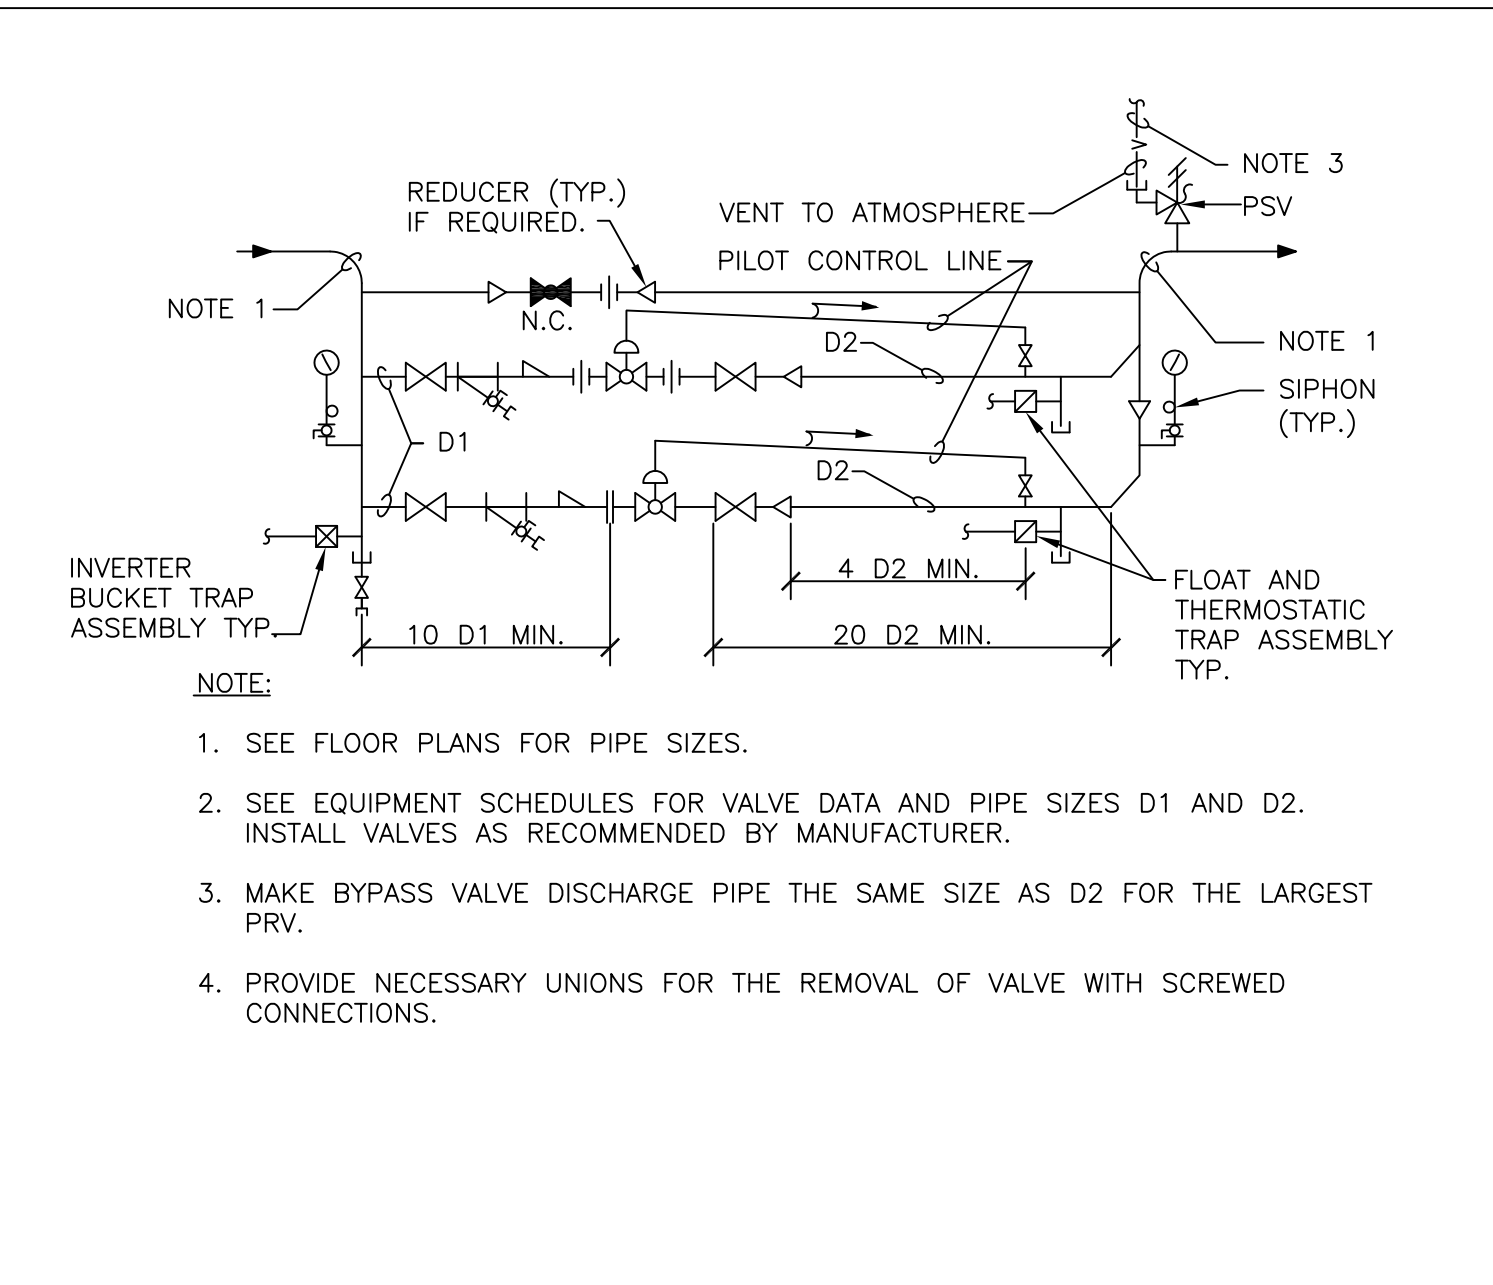 NOTE 3
REDUCER (TYP.)
IF REQUIRED.
VENT TO ATMOSPHERE
PSV
PILOT CONTROL LINE
NOTE 1
N.C.
D2
NOTE 1
SIPHON
(TYP.)
D1
D2
INVERTER
BUCKET TRAP
ASSEMBLY TYP.
4 D2 MIN.
FLOAT AND
THERMOSTATIC
TRAP ASSEMBLY
TYP.
10 D1 MIN.
20 D2 MIN.
V
NOTE:
1. SEE FLOOR PLANS FOR PIPE SIZES.
2. SEE EQUIPMENT SCHEDULES FOR VALVE DATA AND PIPE SIZES D1 AND D2.
INSTALL VALVES AS RECOMMENDED BY MANUFACTURER.
3. MAKE BYPASS VALVE DISCHARGE PIPE THE SAME SIZE AS D2 FOR THE LARGEST
PRV.
4. PROVIDE NECESSARY UNIONS FOR THE REMOVAL OF VALVE WITH SCREWED
CONNECTIONS.